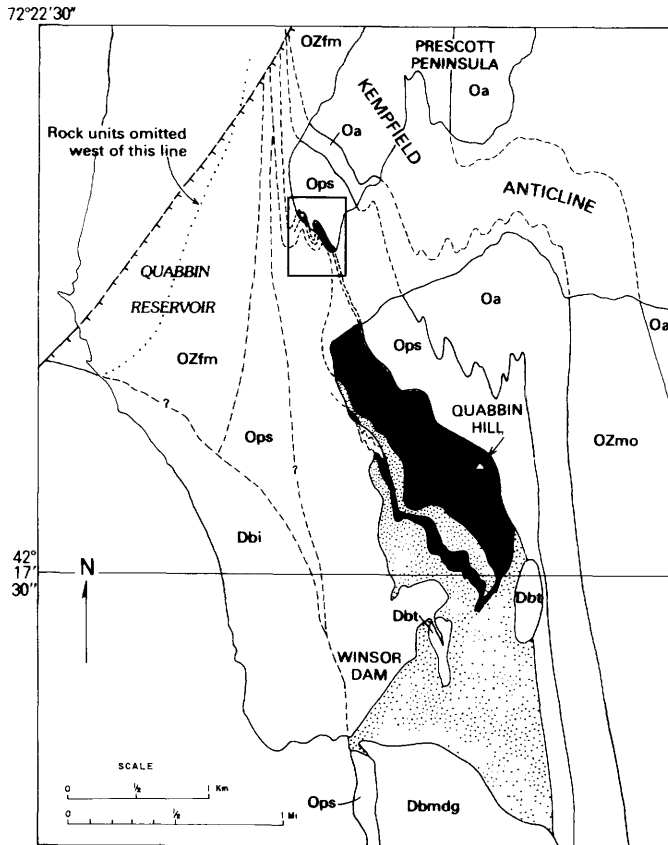 72°22'30"
OZfm
PRESCOTT
PENINSULA
Oa
Rock units omitted
west of this line
Oa
KEMPFIELD
ANTICLINE
Ops
QUABBIN
RESERVOIR
Oa
Oa
OZfm
Ops
?
QUABBIN
HILL
Ops
OZmo
?
Dbi
42°
17'
30"
N
Dbt
Dbt
WINSOR
DAM
SCALE
0 ½ 1 Km
0 ½ 1 Mi
Ops
Dbmdg